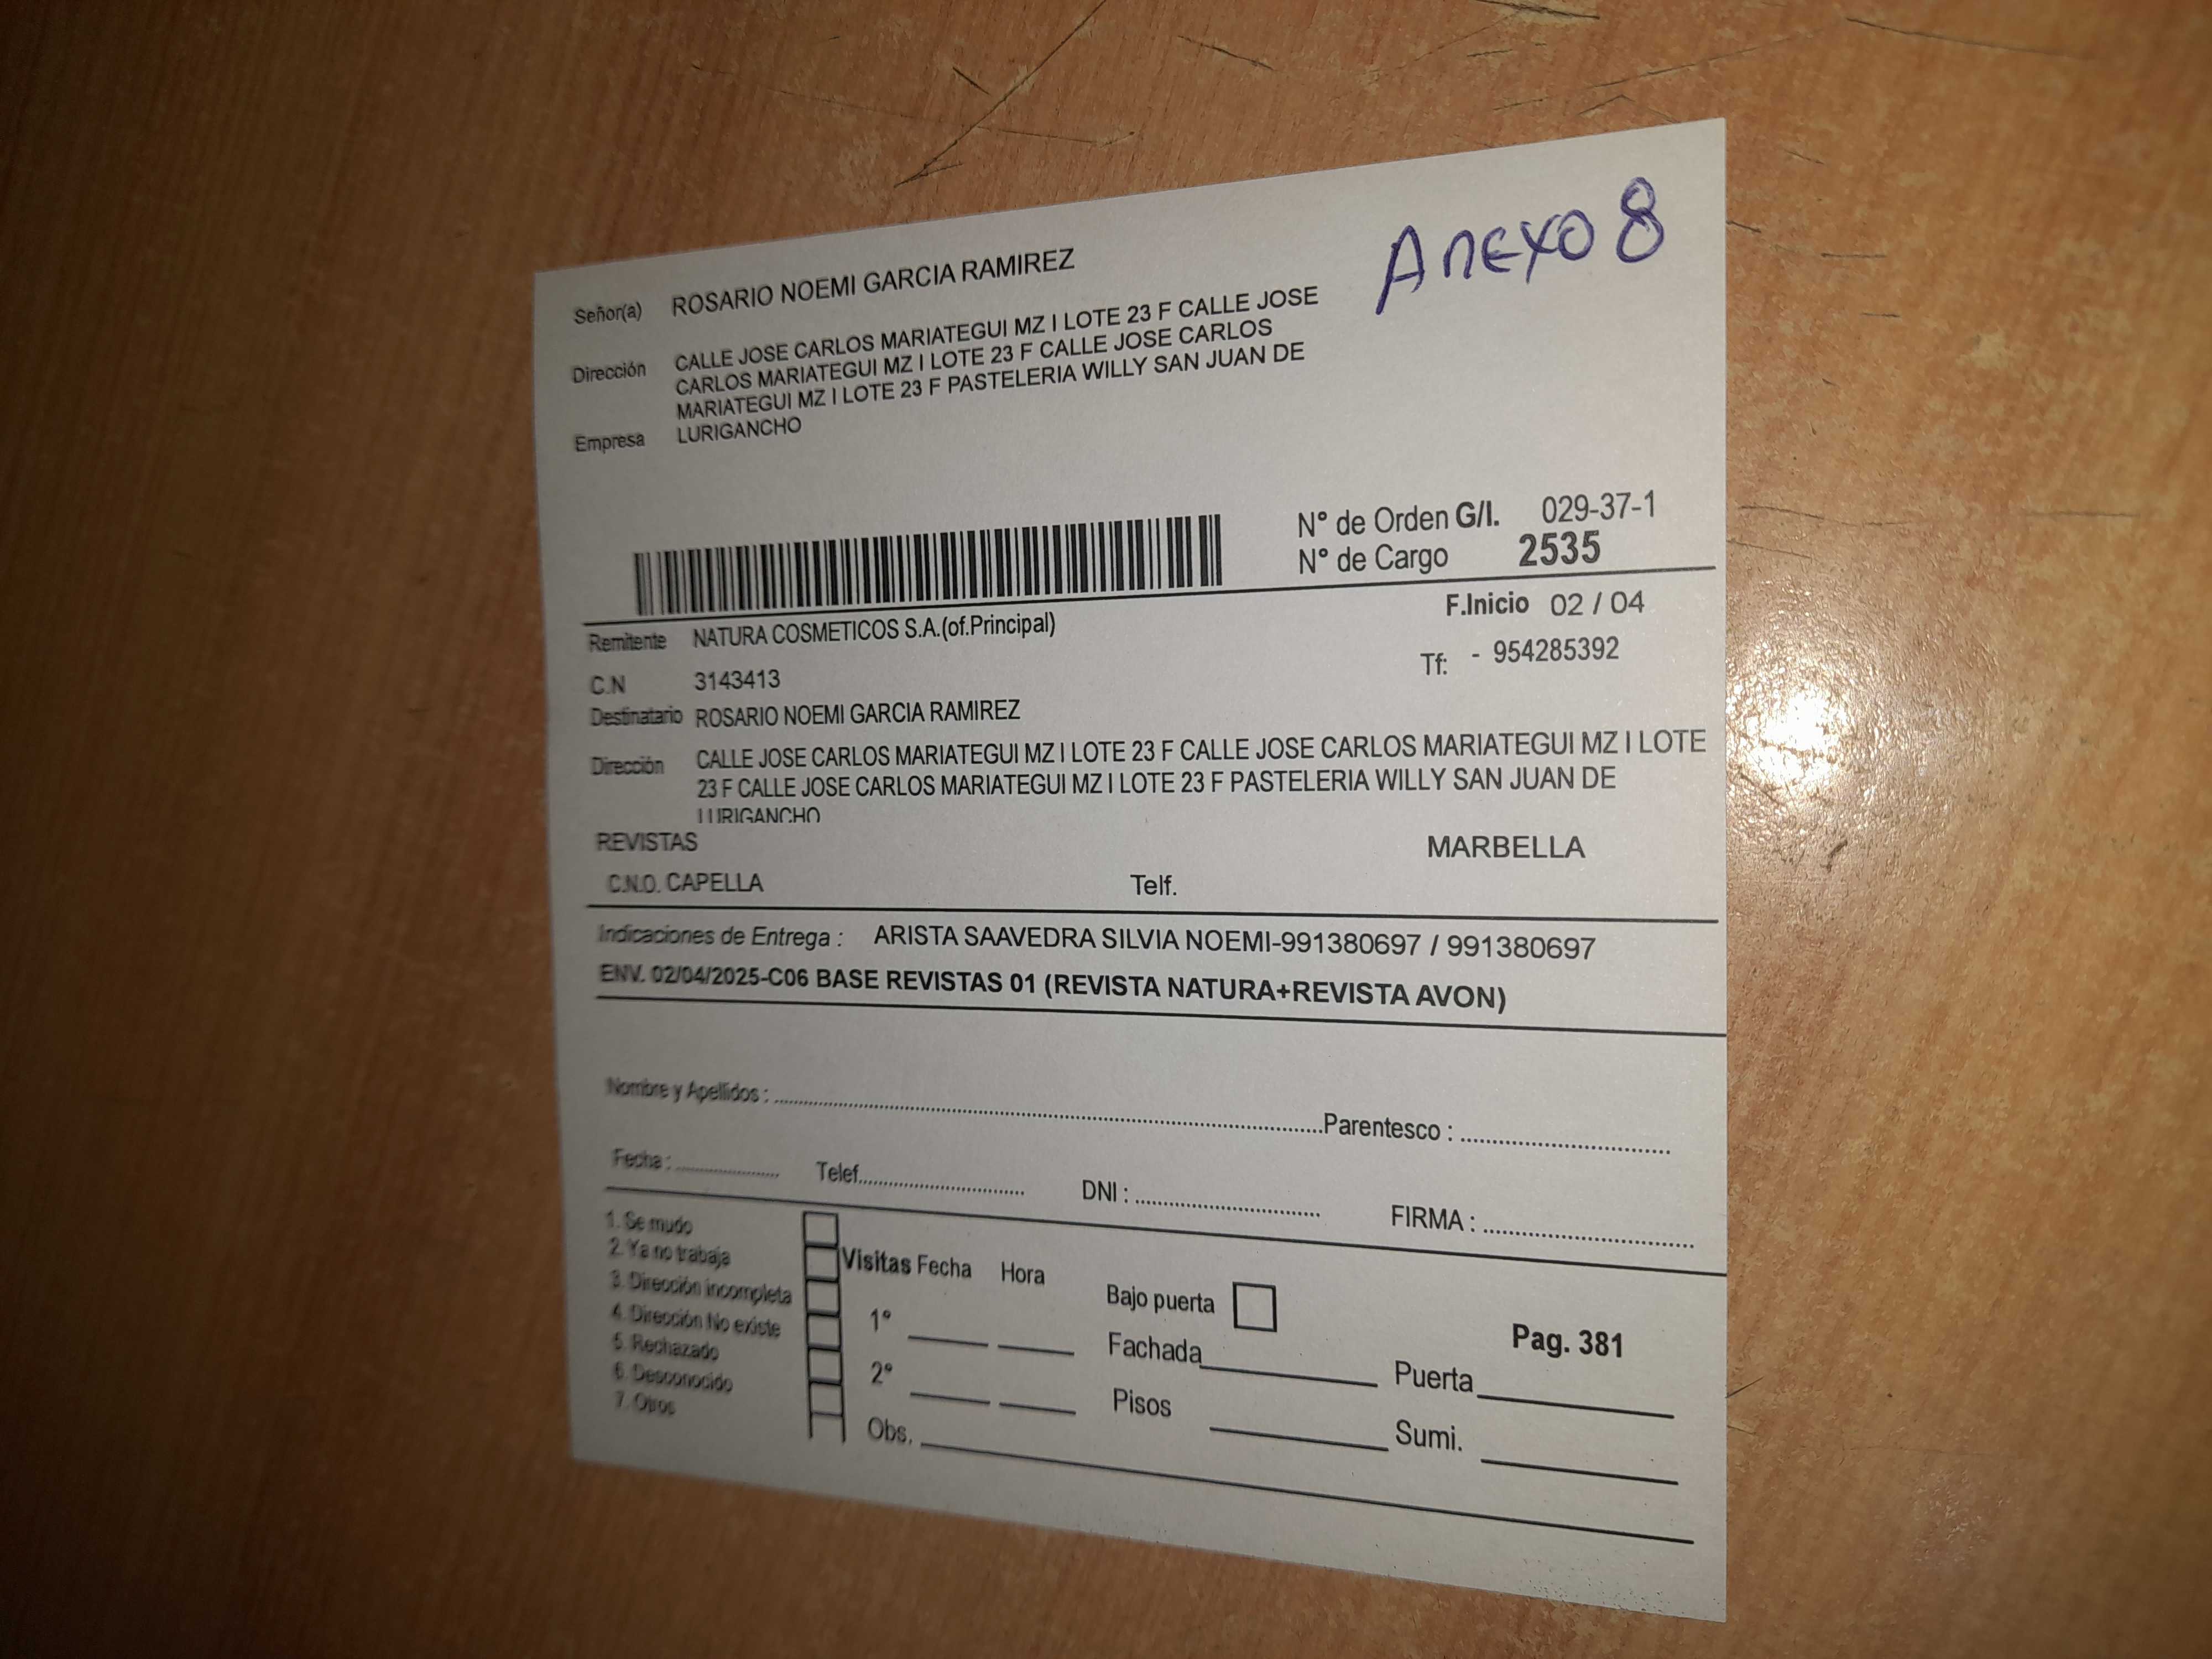 Anexo 8
Señor(a) ROSARIO NOEMI GARCIA RAMIREZ
Dirección CALLE JOSE CARLOS MARIATEGUI MZ I LOTE 23 F CALLE JOSE
CARLOS MARIATEGUI MZ I LOTE 23 F CALLE JOSE CARLOS
MARIATEGUI MZ I LOTE 23 F PASTELERIA WILLY SAN JUAN DE
Empresa LURIGANCHO
N° de Orden G/I. 029-37-1
N° de Cargo 2535
F.Inicio 02 / 04
Remitente NATURA COSMETICOS S.A.(of.Principal)
Tf: - 954285392
C.N 3143413
Destinatario ROSARIO NOEMI GARCIA RAMIREZ
Dirección CALLE JOSE CARLOS MARIATEGUI MZ I LOTE 23 F CALLE JOSE CARLOS MARIATEGUI MZ I LOTE
23 F CALLE JOSE CARLOS MARIATEGUI MZ I LOTE 23 F PASTELERIA WILLY SAN JUAN DE
LURIGANCHO
REVISTAS MARBELLA
C.N.O. CAPELLA Telf.
Indicaciones de Entrega : ARISTA SAAVEDRA SILVIA NOEMI-991380697 / 991380697
ENV. 02/04/2025-C06 BASE REVISTAS 01 (REVISTA NATURA+REVISTA AVON)
Nombre y Apellidos : Parentesco :
Fecha : Telef. DNI : FIRMA :
1. Se mudo
2. Ya no trabaja
3. Dirección incompleta
4. Dirección No existe
5. Rechazado
6. Desconocido
7. Otros
Visitas Fecha Hora
1°
2°
Obs.
Bajo puerta
Pag. 381
Fachada Puerta
Pisos Sumi.